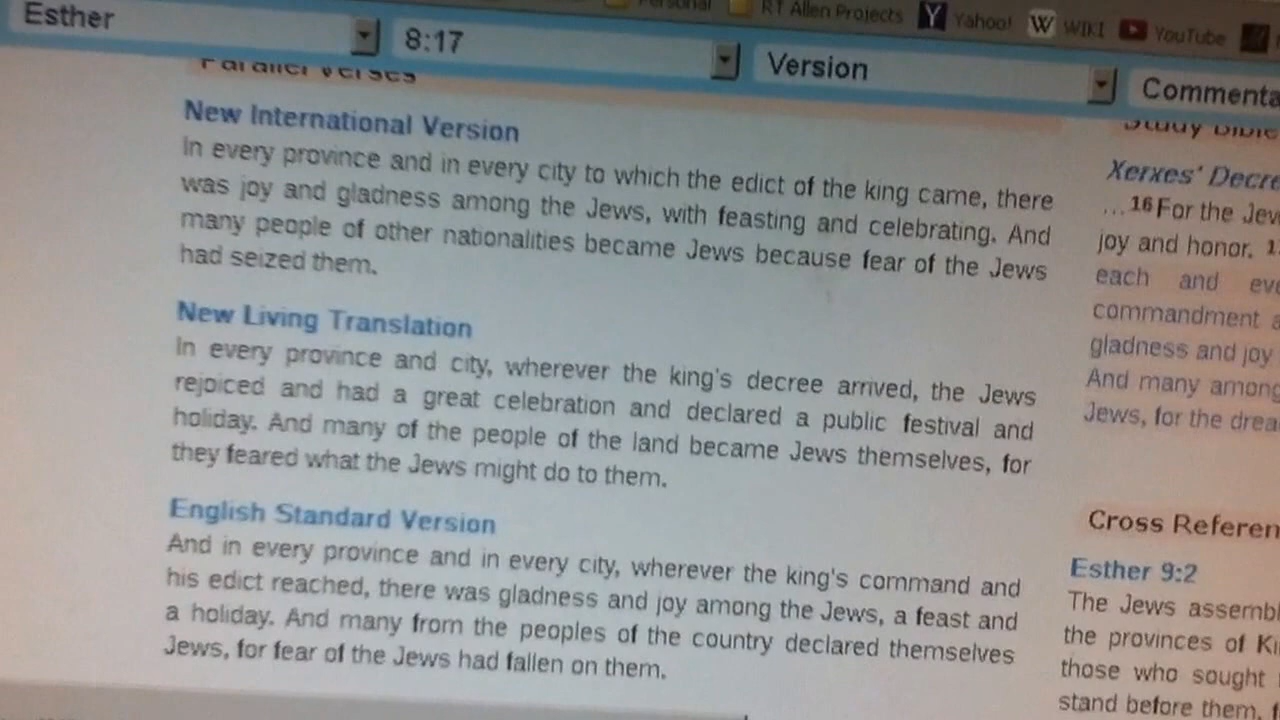 Personal RT Allen Projects Yahoo! WIKI YouTube
Esther 8:17 Version Commenta
Parallel Verses
New International Version
In every province and in every city to which the edict of the king came, there
was joy and gladness among the Jews, with feasting and celebrating. And
many people of other nationalities became Jews because fear of the Jews
had seized them.
New Living Translation
In every province and city, wherever the king's decree arrived, the Jews
rejoiced and had a great celebration and declared a public festival and
holiday. And many of the people of the land became Jews themselves, for
they feared what the Jews might do to them.
English Standard Version
And in every province and in every city, wherever the king's command and
his edict reached, there was gladness and joy among the Jews, a feast and
a holiday. And many from the peoples of the country declared themselves
Jews, for fear of the Jews had fallen on them.
Study Bible
Xerxes' Decre
...16For the Jew
joy and honor. 1
each and eve
commandment a
gladness and joy
And many among
Jews, for the drea
Cross Referen
Esther 9:2
The Jews assembl
the provinces of Ki
those who sought
stand before them, f